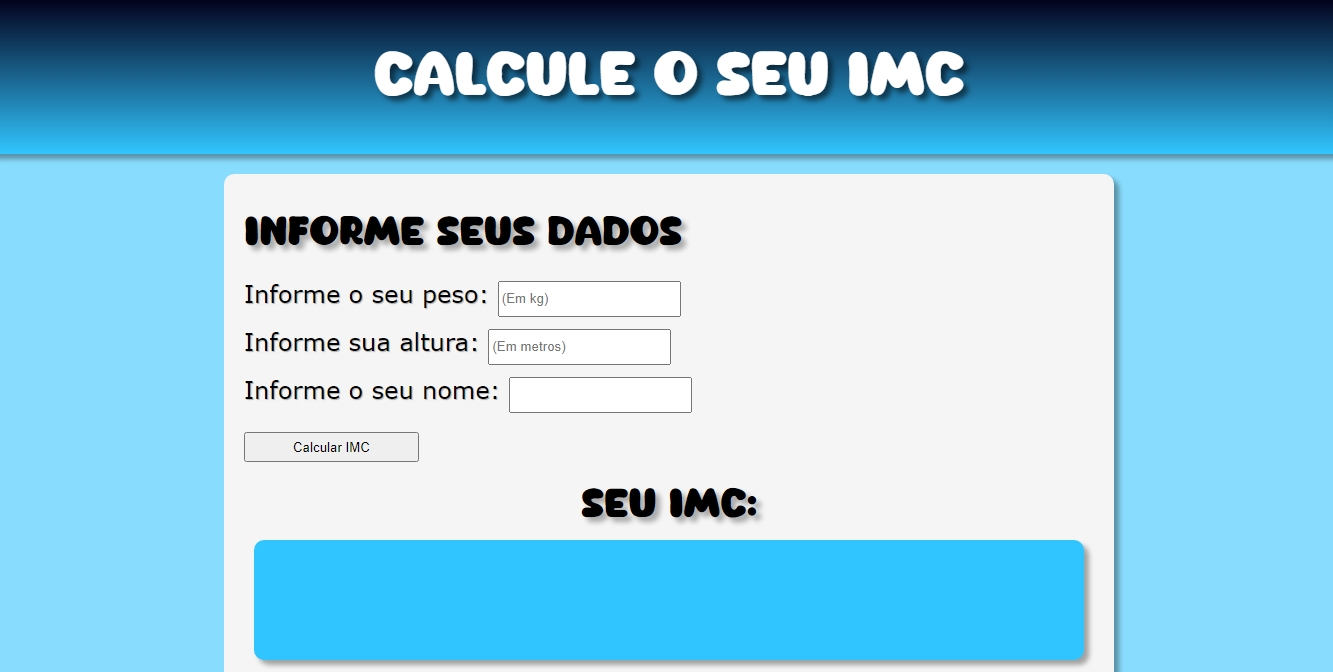 CALCULE O SEU IMC
INFORME SEUS DADOS
Informe o seu peso: (Em kg)
Informe sua altura: (Em metros)
Informe o seu nome:
Calcular IMC
SEU IMC: